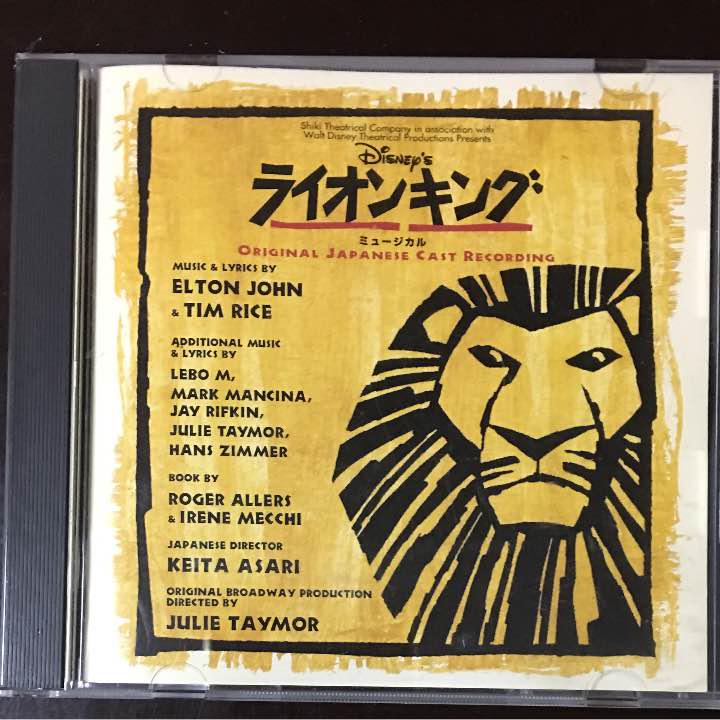 Shiki Theatrical Company in association with
Walt Disney Theatrical Productions Presents
DISNEY'S
ライオンキング
ミュージカル
ORIGINAL JAPANESE CAST RECORDING
MUSIC & LYRICS BY
ELTON JOHN
& TIM RICE
ADDITIONAL MUSIC
& LYRICS BY
LEBO M,
MARK MANCINA,
JAY RIFKIN,
JULIE TAYMOR,
HANS ZIMMER
BOOK BY
ROGER ALLERS
& IRENE MECCHI
JAPANESE DIRECTOR
KEITA ASARI
ORIGINAL BROADWAY PRODUCTION
DIRECTED BY
JULIE TAYMOR